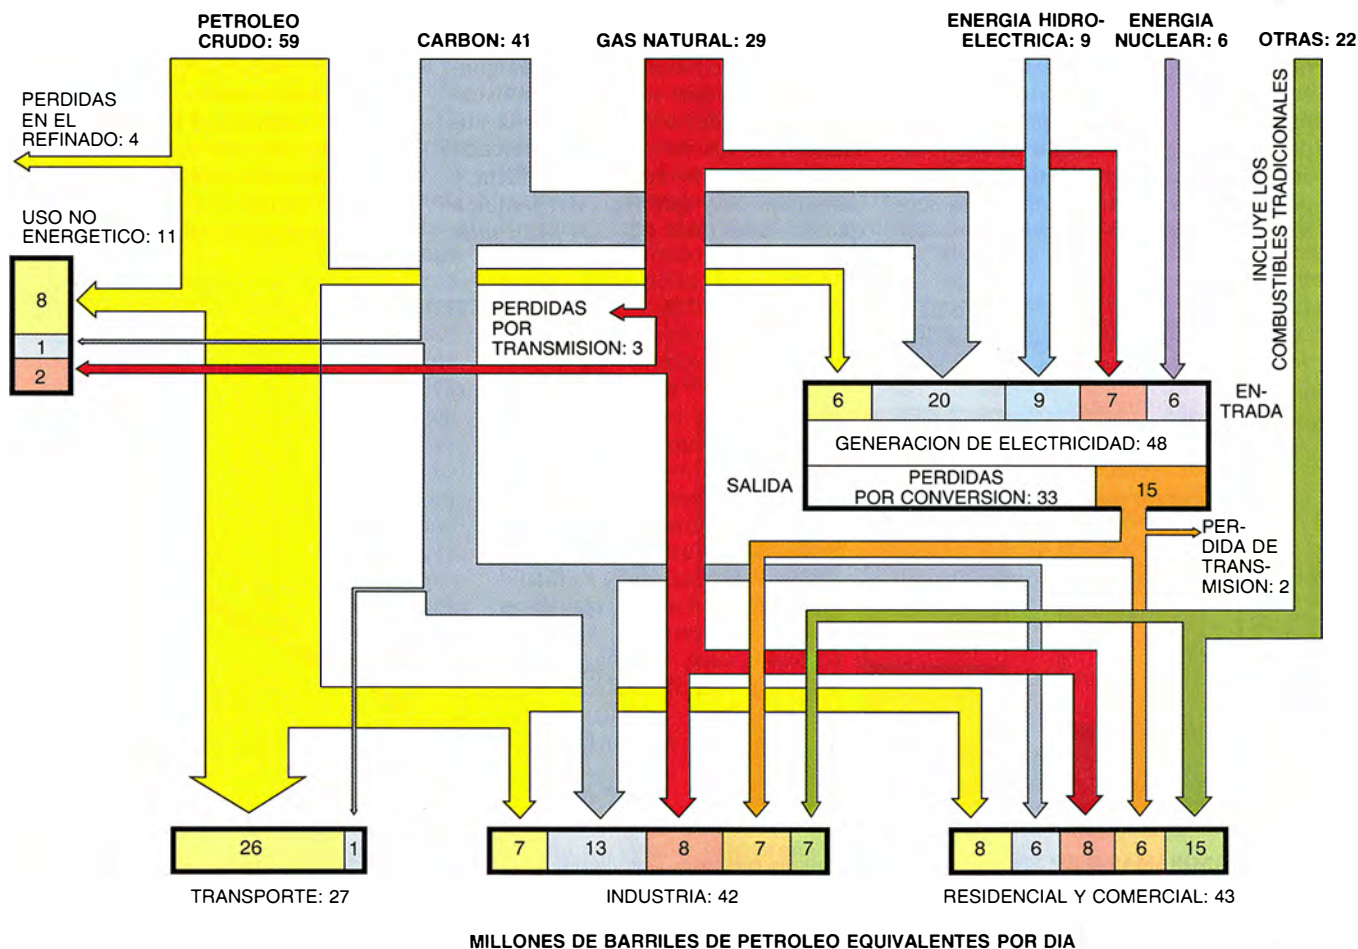 PETROLEO
CRUDO: 59
CARBON: 41
GAS NATURAL: 29
ENERGIA HIDRO-
ELECTRICA: 9
ENERGIA
NUCLEAR: 6
OTRAS: 22
PERDIDAS
EN EL
REFINADO: 4
INCLUYE LOS
COMBUSTIBLES TRADICIONALES
USO NO
ENERGETICO: 11
8
1
2
PERDIDAS
POR
TRANSMISION: 3
6
20
9
7
6
EN-
TRADA
GENERACION DE ELECTRICIDAD: 48
SALIDA
PERDIDAS
POR CONVERSION: 33
15
PER-
DIDA DE
TRANS-
MISION: 2
26
1
7
13
8
7
7
8
6
8
6
15
TRANSPORTE: 27
INDUSTRIA: 42
RESIDENCIAL Y COMERCIAL: 43
MILLONES DE BARRILES DE PETROLEO EQUIVALENTES POR DIA